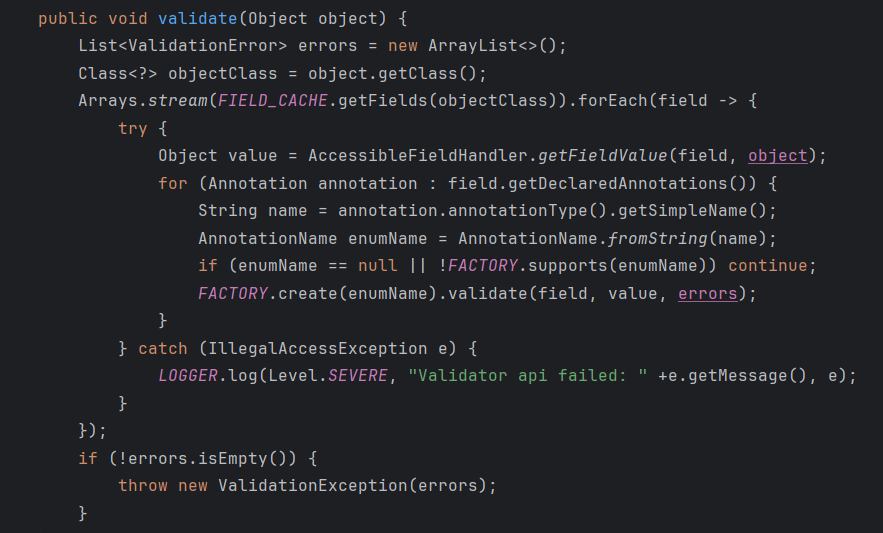 public void validate(Object object) {
List<ValidationError> errors = new ArrayList<>();
Class<?> objectClass = object.getClass();
Arrays.stream(FIELD_CACHE.getFields(objectClass)).forEach(field -> {
try {
Object value = AccessibleFieldHandler.getFieldValue(field, object);
for (Annotation annotation : field.getDeclaredAnnotations()) {
String name = annotation.annotationType().getSimpleName();
AnnotationName enumName = AnnotationName.fromString(name);
if (enumName == null || !FACTORY.supports(enumName)) continue;
FACTORY.create(enumName).validate(field, value, errors);
}
} catch (IllegalAccessException e) {
LOGGER.log(Level.SEVERE, "Validator api failed: " +e.getMessage(), e);
}
});
if (!errors.isEmpty()) {
throw new ValidationException(errors);
}